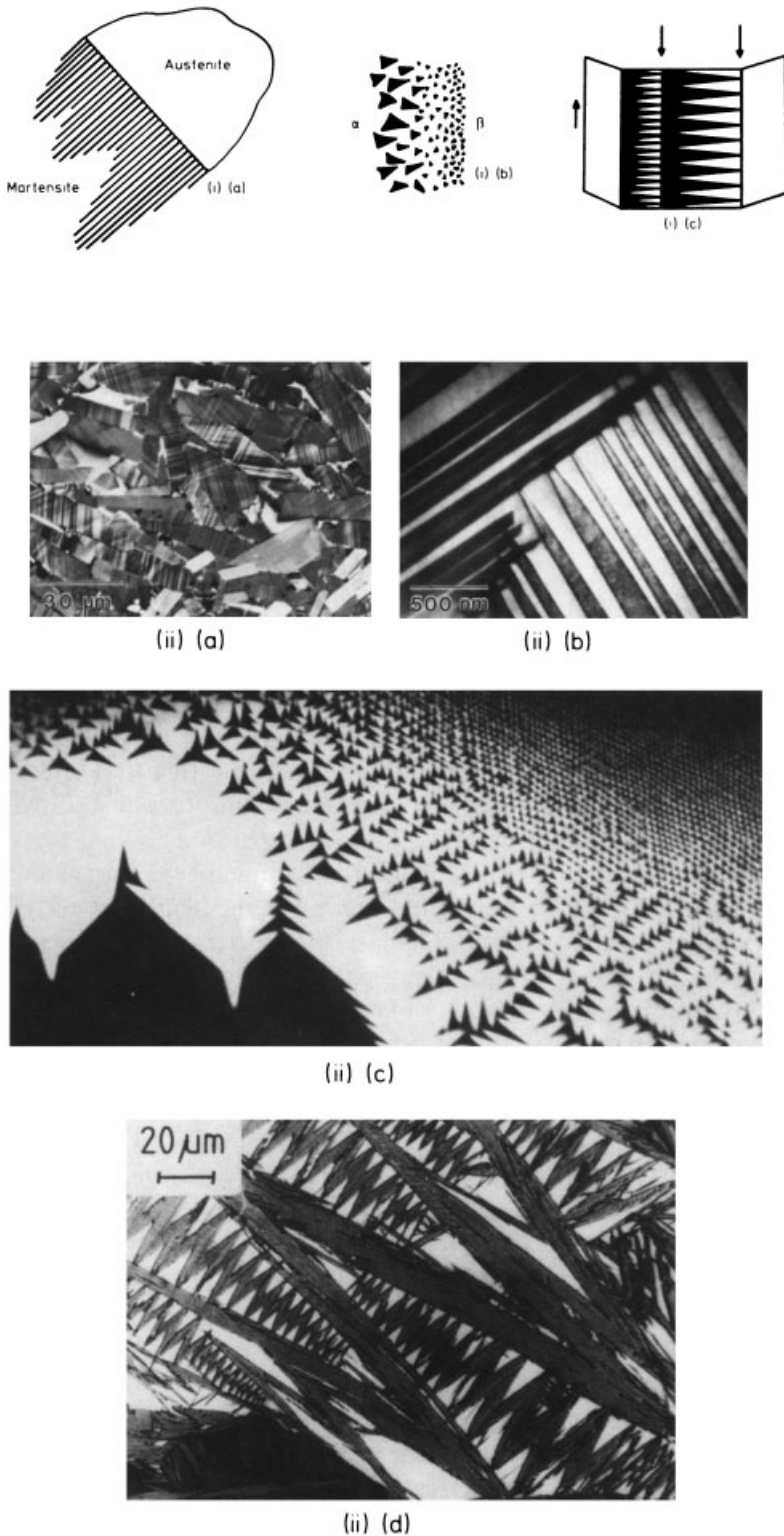 Austenite
Martensite
(i) (a)
α
β
(i) (b)
(i) (c)
30 μm
(ii) (a)
500 nm
(ii) (b)
(ii) (c)
20 μm
(ii) (d)